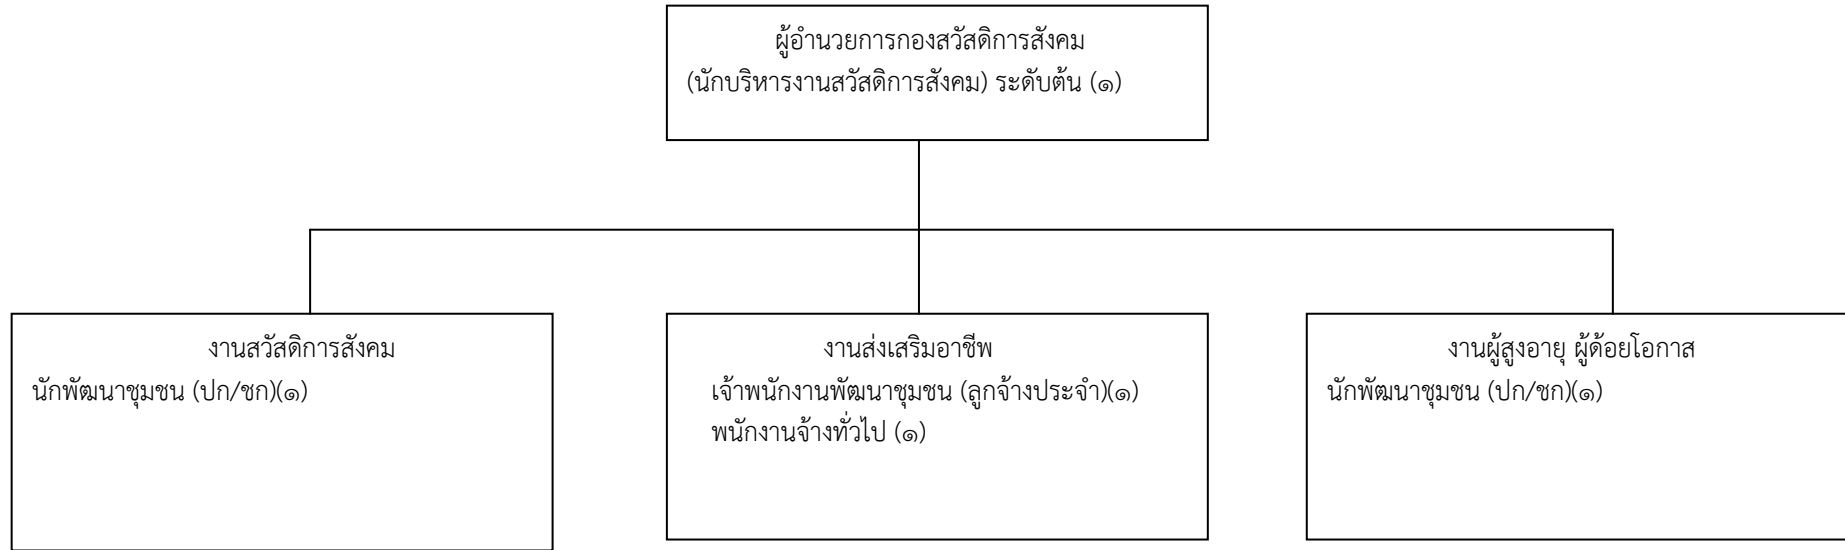 ผู้อำนวยการกองสวัสดิการสังคม
(นักบริหารงานสวัสดิการสังคม) ระดับต้น (๑)
งานสวัสดิการสังคม
นักพัฒนาชุมชน (ปก/ชก)(๑)
งานส่งเสริมอาชีพ
เจ้าพนักงานพัฒนาชุมชน (ลูกจ้างประจำ)(๑)
พนักงานจ้างทั่วไป (๑)
งานผู้สูงอายุ ผู้ด้อยโอกาส
นักพัฒนาชุมชน (ปก/ชก)(๑)